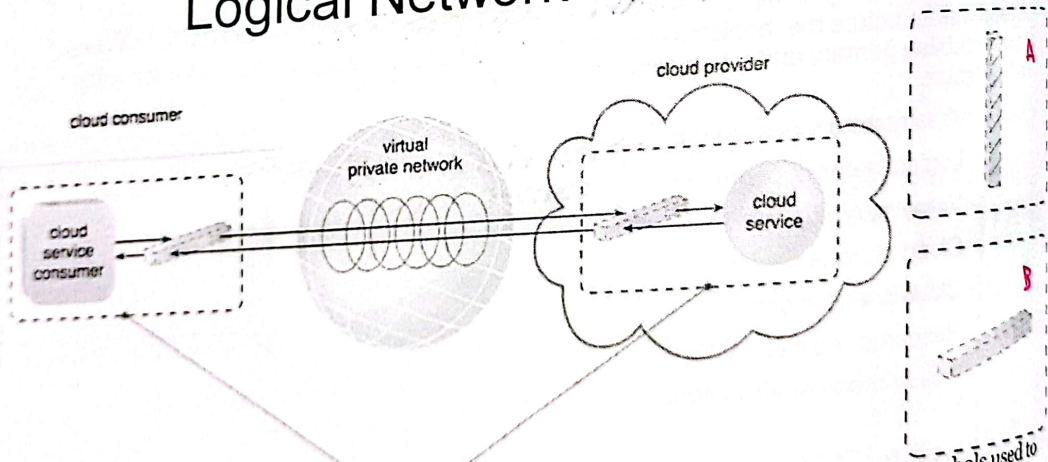 Logical Network
cloud consumer
cloud provider
virtual
private network
cloud
service
consumer
cloud
service
A
B
used to